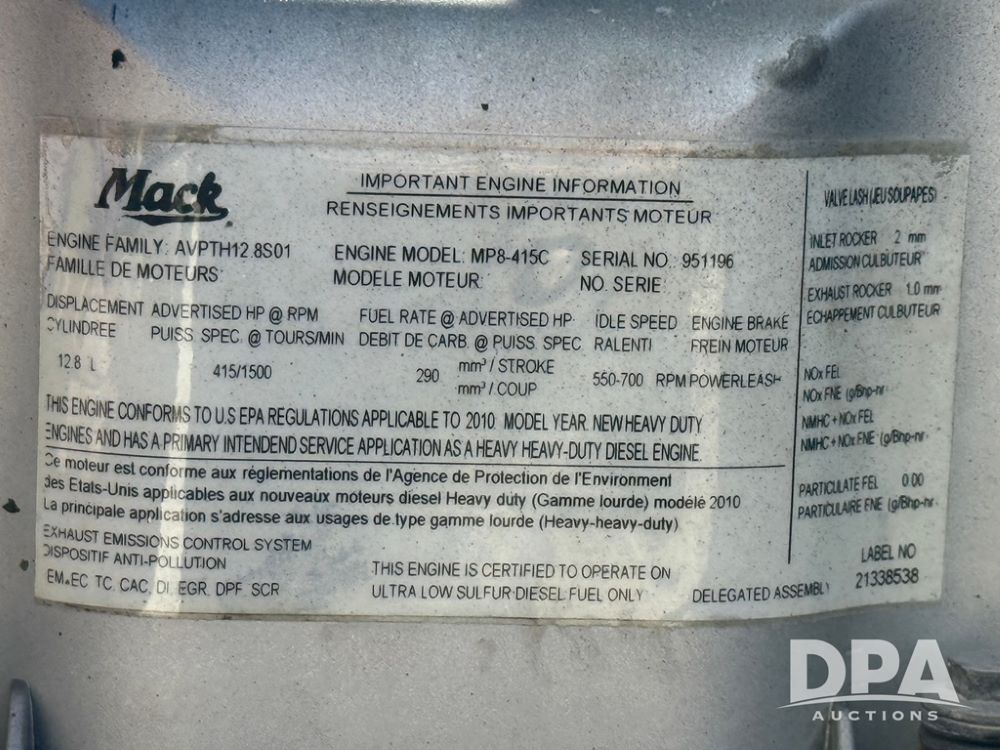 Mack
IMPORTANT ENGINE INFORMATION
RENSEIGNEMENTS IMPORTANTS MOTEUR
ENGINE FAMILY: AVPTH12.8S01 ENGINE MODEL: MP8-415C SERIAL NO. 951196
FAMILLE DE MOTEURS: MODELE MOTEUR: NO. SERIE:
DISPLACEMENT ADVERTISED HP @ RPM FUEL RATE @ ADVERTISED HP IDLE SPEED ENGINE BRAKE
CYLINDREE PUISS. SPEC. @ TOURS/MIN DEBIT DE CARB. @ PUISS. SPEC. RALENTI FREIN MOTEUR
12.8 L 415/1500 290 mm³ / STROKE 550-700 RPM POWERLEASH
mm³ / COUP
THIS ENGINE CONFORMS TO U.S EPA REGULATIONS APPLICABLE TO 2010 MODEL YEAR NEW HEAVY DUTY
ENGINES AND HAS A PRIMARY INTENDEND SERVICE APPLICATION AS A HEAVY HEAVY-DUTY DIESEL ENGINE.
Ce moteur est conforme aux réglementations de l'Agence de Protection de l'Environment
des Etats-Unis applicables aux nouveaux moteurs diesel Heavy duty (Gamme lourde) modélé 2010
La principale application s'adresse aux usages de type gamme lourde (Heavy-heavy-duty)
EXHAUST EMISSIONS CONTROL SYSTEM
DISPOSITIF ANTI-POLLUTION
EM-EC TC, CAC, DI, EGR, DPF, SCR
THIS ENGINE IS CERTIFIED TO OPERATE ON
ULTRA LOW SULFUR DIESEL FUEL ONLY
DELEGATED ASSEMBLY
VALVE LASH (JEU SOUPAPES)
INLET ROCKER 2 mm
ADMISSION CULBUTEUR
EXHAUST ROCKER 1.0 mm
ECHAPPEMENT CULBUTEUR
NOx FEL
NOx FNE (g/Bhp-hr
NMHC + NOx FEL
NMHC + NOx FNE (g/Bhp-hr
PARTICULATE FEL 0.00
PARTICULAIRE FNE (g/Bhp-hr
LABEL NO
21338538
DPA
AUCTIONS